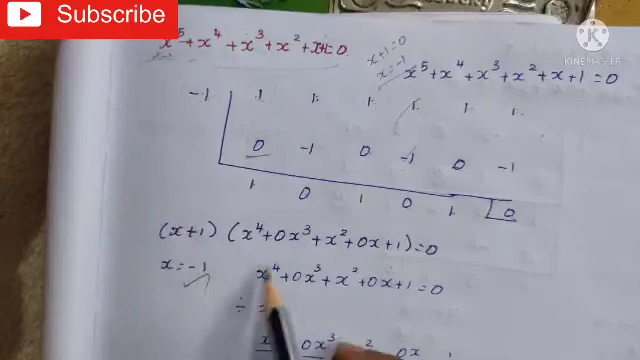 Subscribe
x⁵ + x⁴ + x³ + x² + x+1 = 0
x+1 = 0
x = -1
x⁵ + x⁴ + x³ + x² + x + 1 = 0
KINEMASTER
-1 1 1 1 1 1 1
0 -1 0 -1 0 -1
1 0 1 0 1 0
(x+1) (x⁴ + 0x³ + x² + 0x + 1) = 0
x = -1 x⁴ + 0x³ + x² + 0x + 1 = 0
÷
0x³ 0x